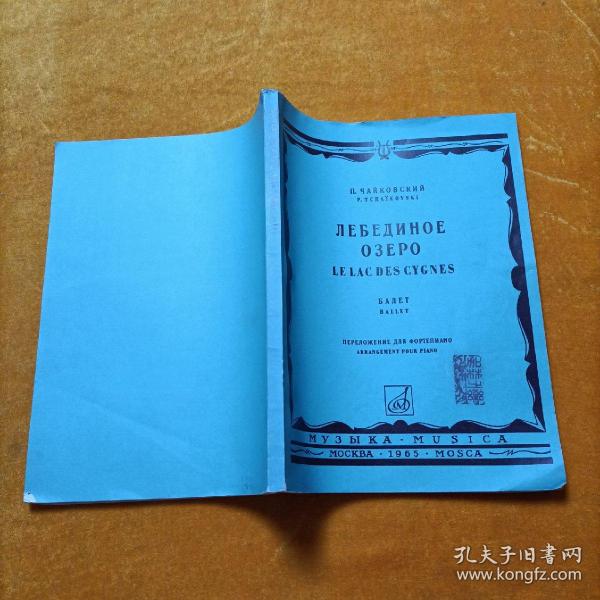 П. ЧАЙКОВСКИЙ
P. TCHAÏKOVSKI
ЛЕБЕДИНОЕ
ОЗЕРО
LE LAC DES CYGNES
БАЛЕТ
BALLET
ПЕРЕЛОЖЕНИЕ ДЛЯ ФОРТЕПИАНО
ARRANGEMENT POUR PIANO
МУЗЫКА · MUSICA
МОСКВА · 1965 · MOSCA
孔夫子旧书网
www.kongfz.com